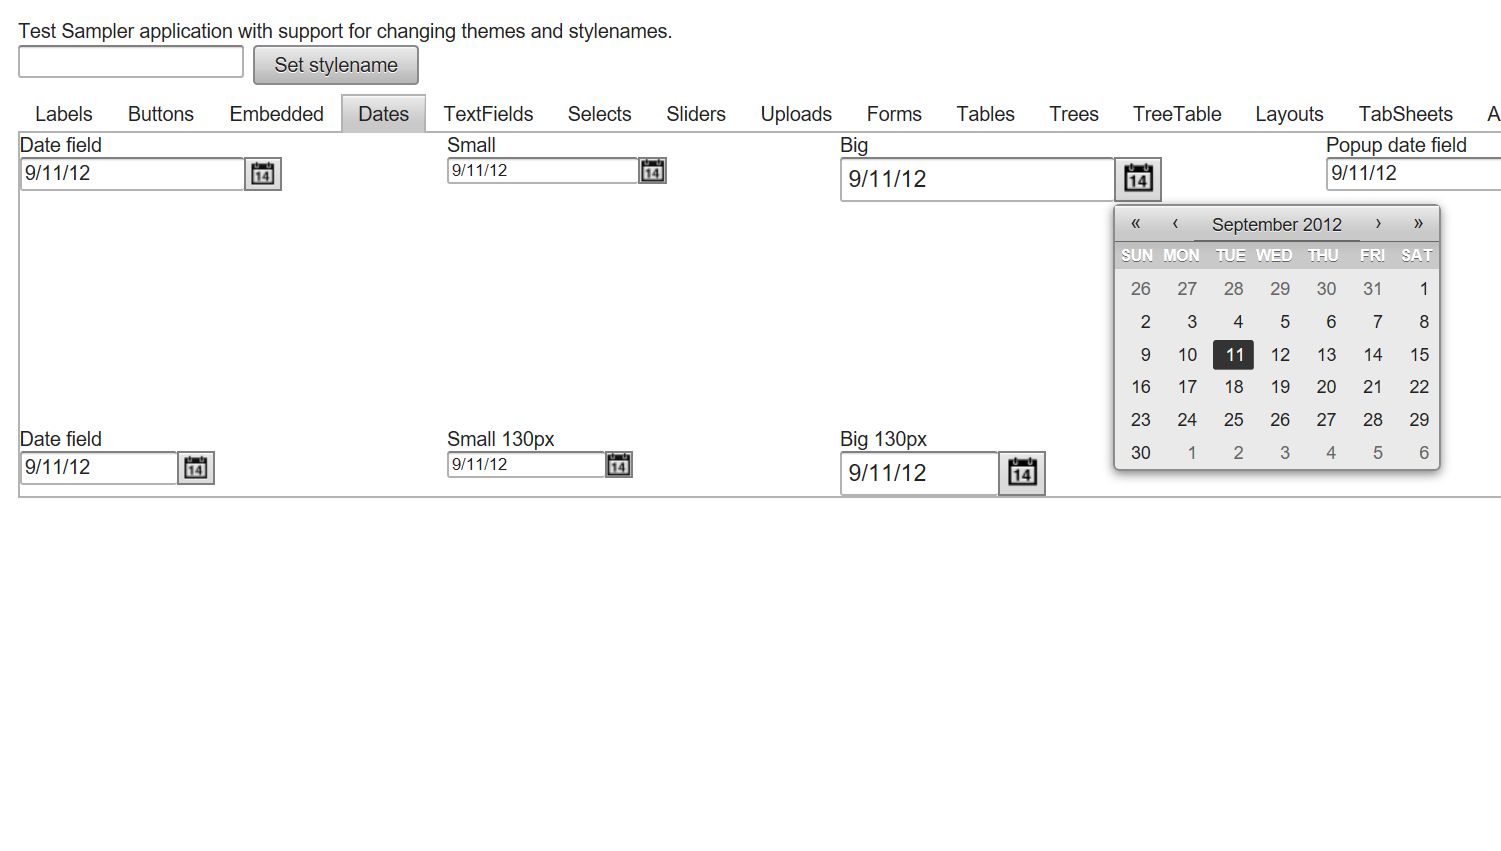 Test Sampler application with support for changing themes and stylenames.
Set stylename
Labels Buttons Embedded Dates TextFields Selects Sliders Uploads Forms Tables Trees TreeTable Layouts TabSheets A
Date field Small Big Popup date field
9/11/12 14 9/11/12 14 9/11/12 14 9/11/12
« ‹ September 2012 › »
SUN MON TUE WED THU FRI SAT
26 27 28 29 30 31 1
2 3 4 5 6 7 8
9 10 11 12 13 14 15
16 17 18 19 20 21 22
23 24 25 26 27 28 29
30 1 2 3 4 5 6
Date field Small 130px Big 130px
9/11/12 14 9/11/12 14 9/11/12 14